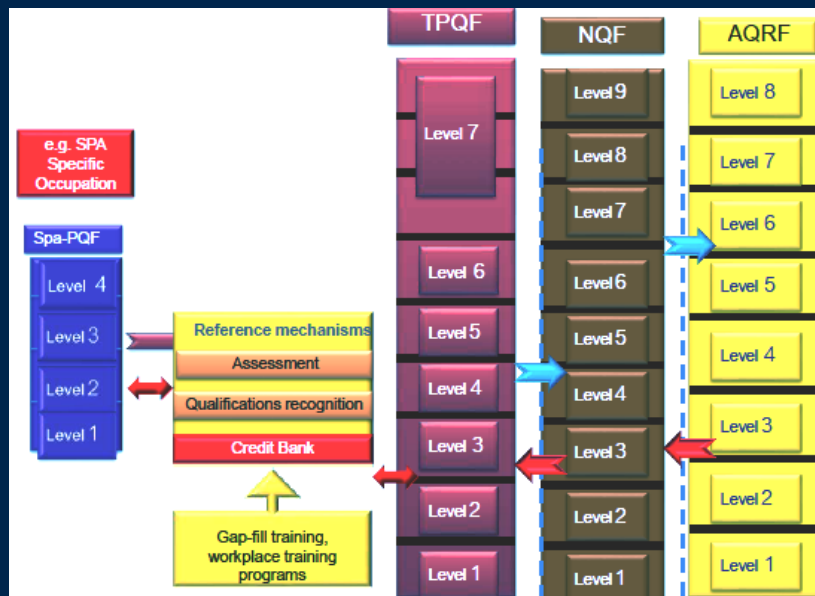 TPQF
NQF
AQRF
e.g. SPA
Specific
Occupation
Spa-PQF
Level 4
Level 3
Level 2
Level 1
Reference mechanisms
Assessment
Qualifications recognition
Credit Bank
Gap-fill training,
workplace training
programs
Level 7
Level 6
Level 5
Level 4
Level 3
Level 2
Level 1
Level 9
Level 8
Level 7
Level 6
Level 5
Level 4
Level 3
Level 2
Level 1
Level 8
Level 7
Level 6
Level 5
Level 4
Level 3
Level 2
Level 1